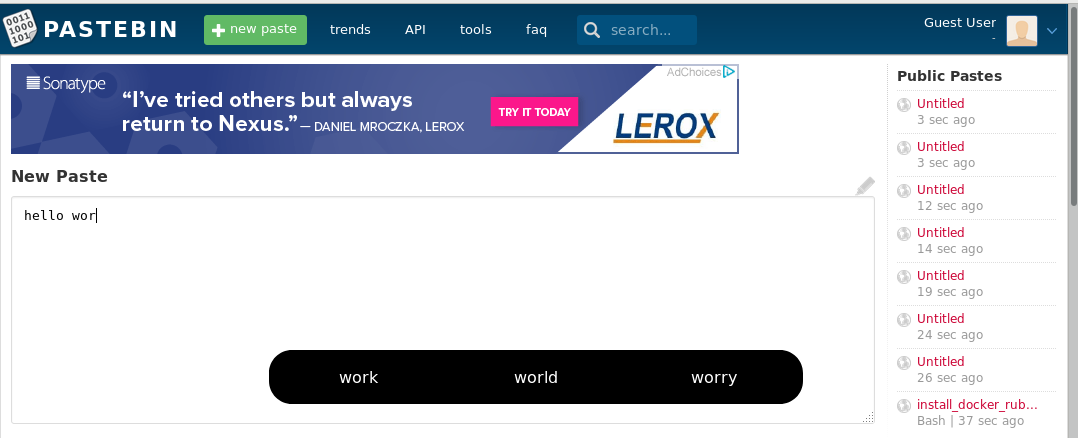 0011
1000
101
PASTEBIN
new paste
trends
API
tools
faq
search...
Guest User
-
Sonatype
“I’ve tried others but always
return to Nexus.” — DANIEL MROCZKA, LEROX
TRY IT TODAY
AdChoices
LEROX
New Paste
hello wor
work world worry
Public Pastes
Untitled
3 sec ago
Untitled
3 sec ago
Untitled
12 sec ago
Untitled
14 sec ago
Untitled
19 sec ago
Untitled
24 sec ago
Untitled
26 sec ago
install_docker_rub...
Bash | 37 sec ago